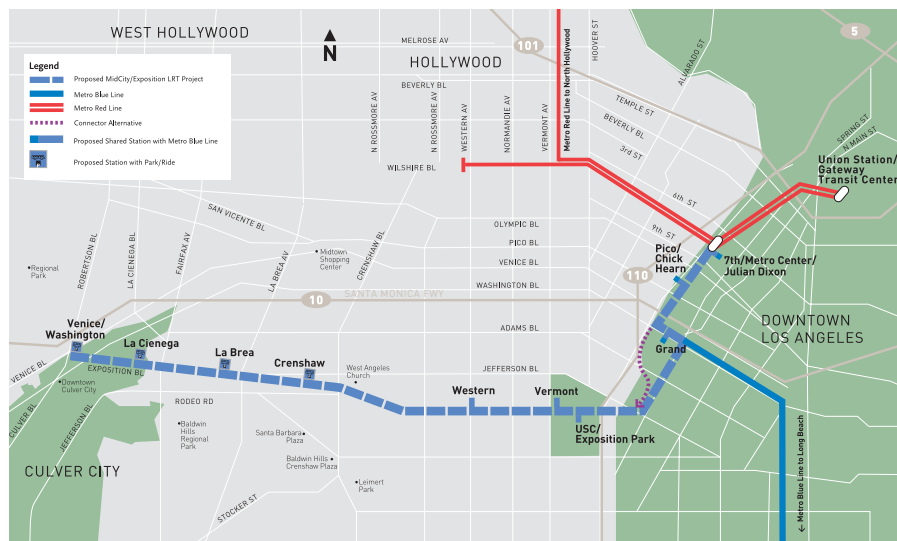 WEST HOLLYWOOD
N
HOLLYWOOD
Legend
Proposed MidCity/Exposition LRT Project
Metro Blue Line
Metro Red Line
Connector Alternative
Proposed Shared Station with Metro Blue Line
Proposed Station with Park/Ride
MELROSE AV
BEVERLY BL
N ROSSMORE AV
N ROSSMORE AV
WESTERN AV
NORMANDIE AV
VERMONT AV
Metro Red Line to North Hollywood
HOOVER ST
101
5
ALVARADO ST
TEMPLE ST
BEVERLY BL
3rd ST
SPRING ST
N MAIN ST
Union Station/
Gateway
Transit Center
WILSHIRE BL
6th ST
9th ST
SAN VICENTE BL
OLYMPIC BL
PICO BL
VENICE BL
WASHINGTON BL
ROBERTSON BL
LA CIENEGA BL
FAIRFAX AV
LA BREA AV
CRENSHAW BL
Midtown
Shopping
Center
Regional
Park
Pico/
Chick
Hearn
7th/Metro Center/
Julian Dixon
110
10
SANTA MONICA FWY
Venice/
Washington
La Cienega
La Brea
Crenshaw
ADAMS BL
Grand
DOWNTOWN
LOS ANGELES
VENICE BL
EXPOSITION BL
Downtown
Culver City
West Angeles
Church
JEFFERSON BL
CULVER BL
JEFFERSON BL
RODEO RD
Western
Vermont
USC/
Exposition Park
Baldwin
Hills
Regional
Park
Santa Barbara
Plaza
Baldwin Hills
Crenshaw Plaza
Leimert
Park
CULVER CITY
STOCKER ST
← Metro Blue Line to Long Beach